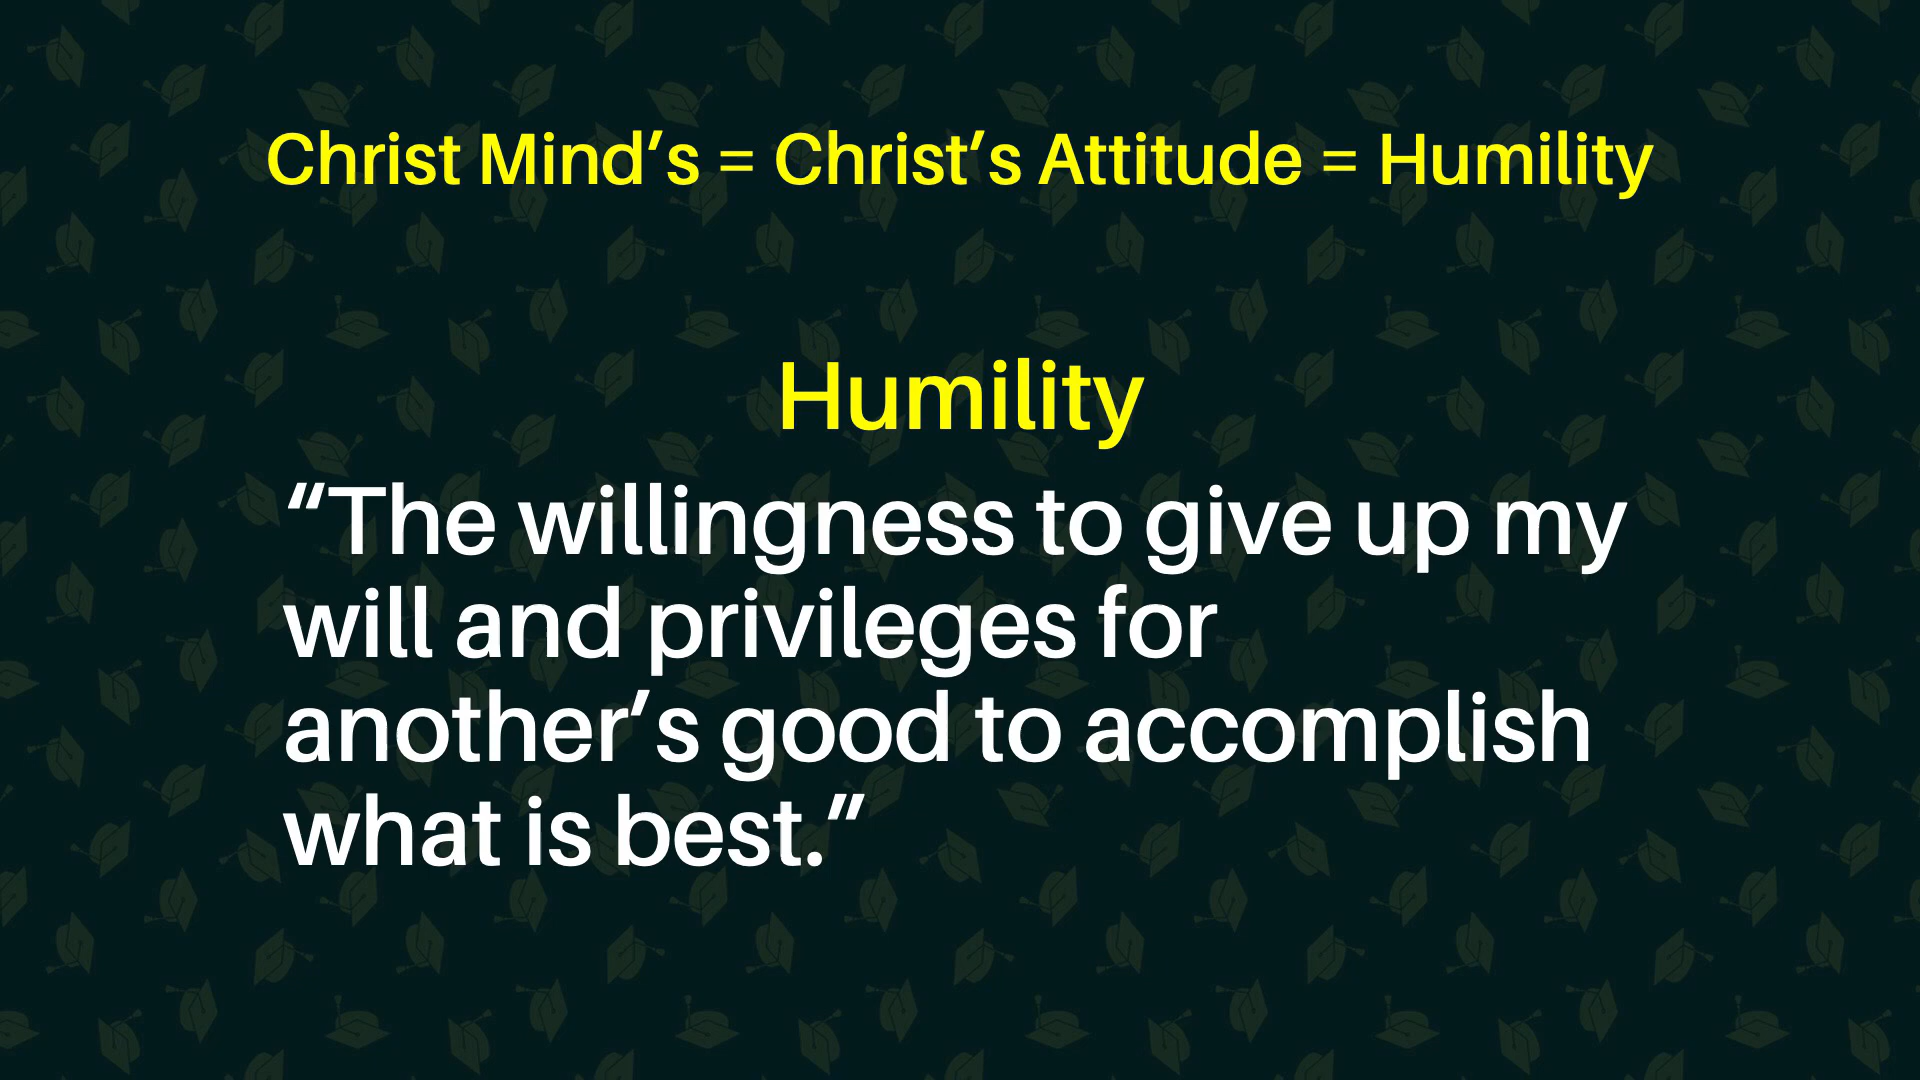 Christ Mind’s = Christ’s Attitude = Humility
Humility
“The willingness to give up my
will and privileges for
another’s good to accomplish
what is best.”